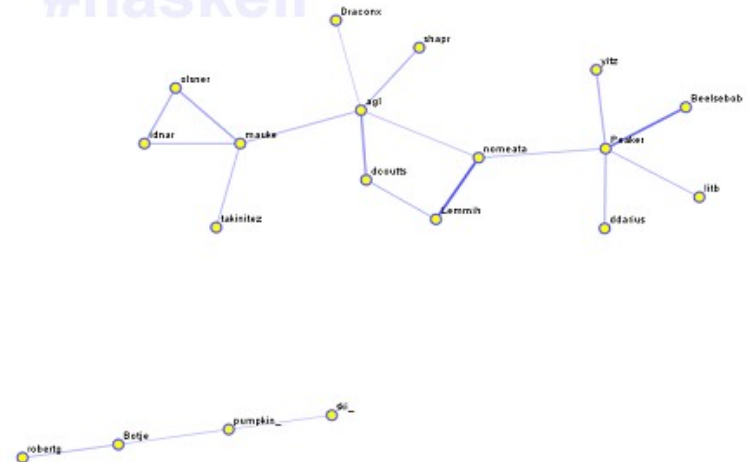 #haskell
Draconx
shapr
agl
olsner
idnar
mauke
takinitez
dcoutts
Lemmih
nomeata
yitz
Beelsebob
Peaker
litb
ddarius
ski_
pumpkin_
Botje
robertg